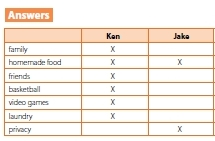 Answers
Ken Jake
family X
homemade food X X
friends X
basketball X
video games X
laundry X
privacy X